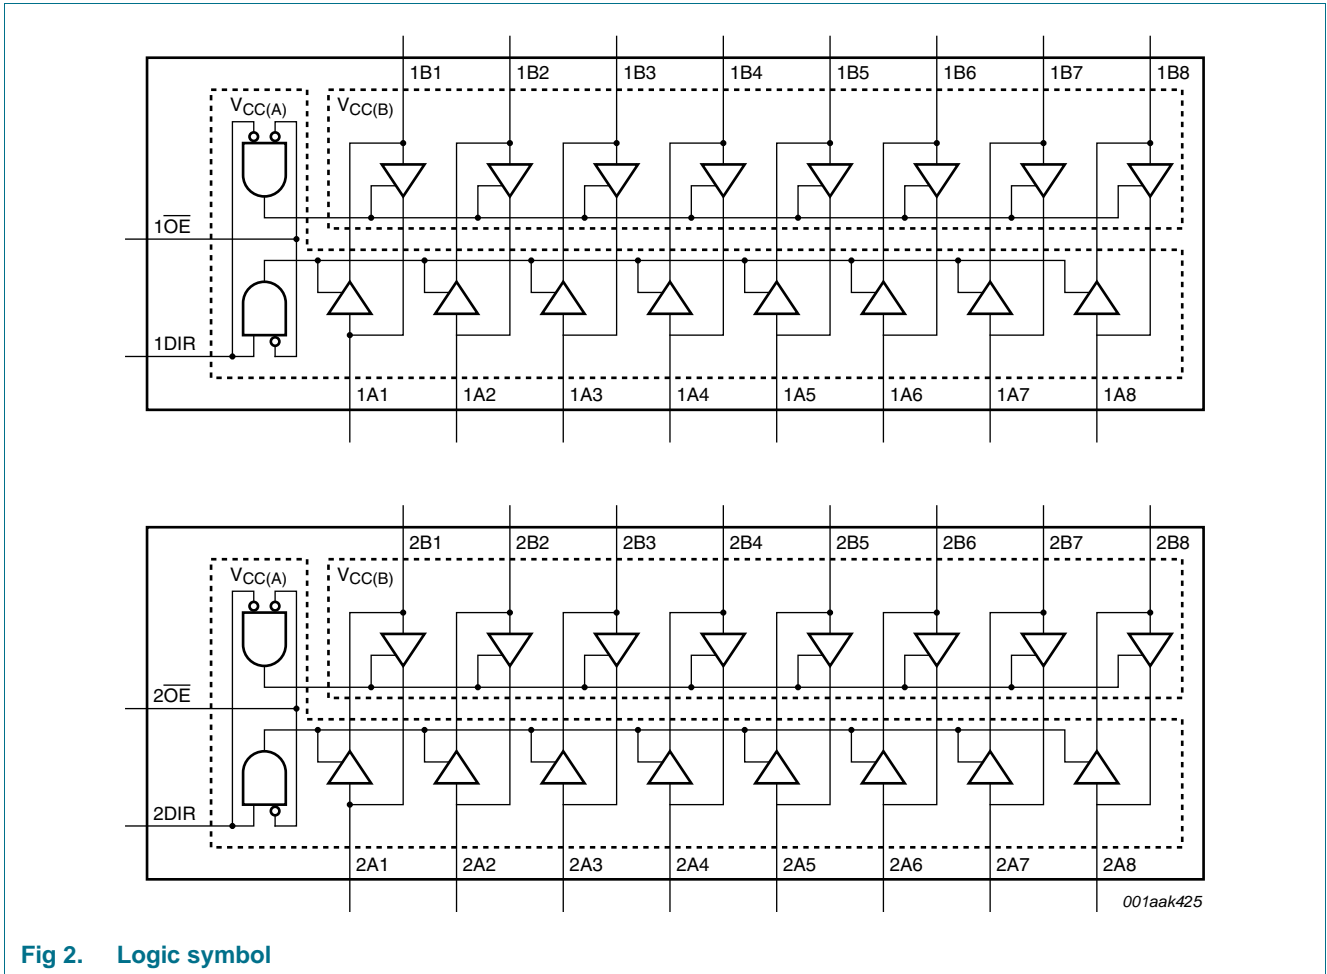 1B1 1B2 1B3 1B4 1B5 1B6 1B7 1B8
VCC(A) VCC(B)
1O̅E̅
1DIR
1A1 1A2 1A3 1A4 1A5 1A6 1A7 1A8
2B1 2B2 2B3 2B4 2B5 2B6 2B7 2B8
VCC(A) VCC(B)
2O̅E̅
2DIR
2A1 2A2 2A3 2A4 2A5 2A6 2A7 2A8
001aak425
Fig 2. Logic symbol